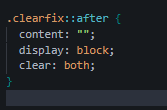 .clearfix::after {
  content: "";
  display: block;
  clear: both;
}